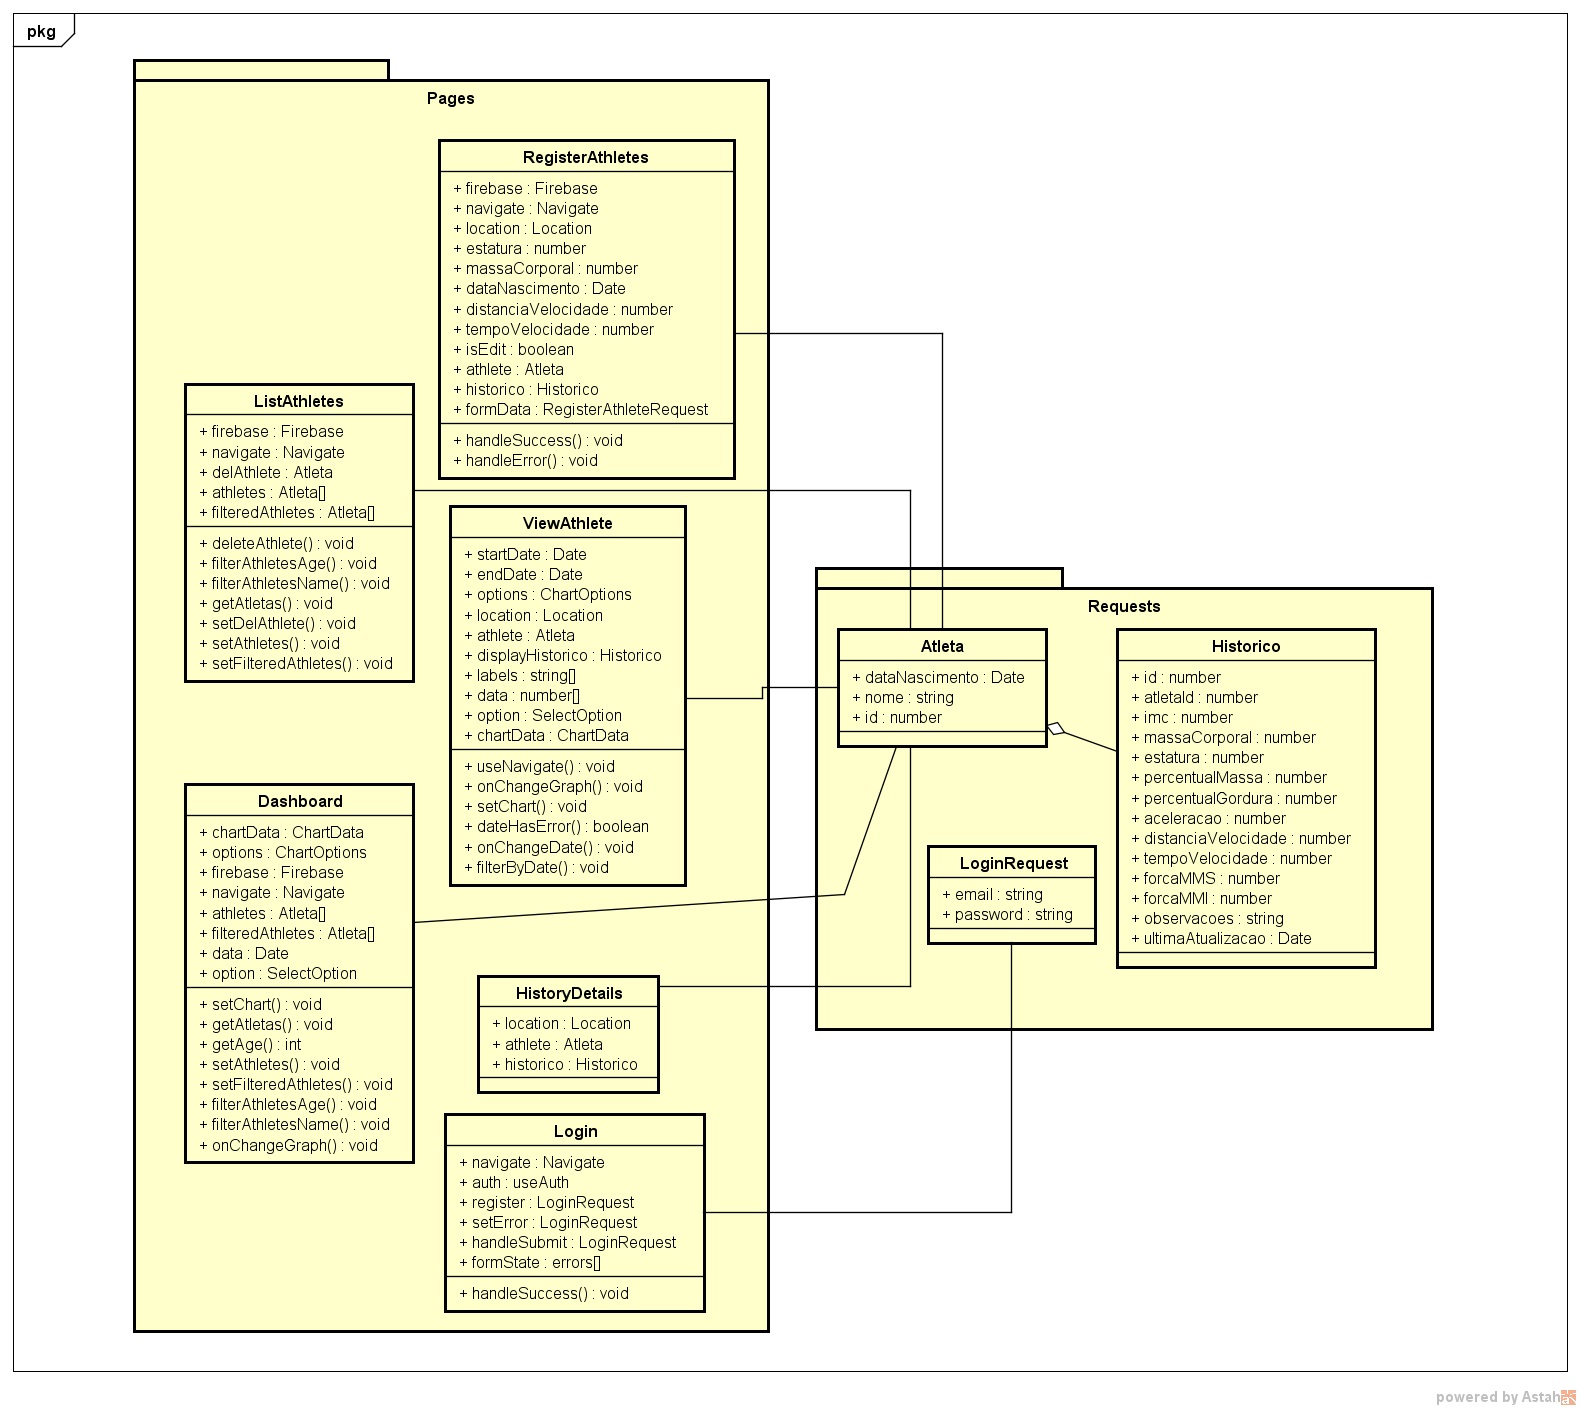 pkg
Pages
RegisterAthletes
+ firebase : Firebase
+ navigate : Navigate
+ location : Location
+ estatura : number
+ massaCorporal : number
+ dataNascimento : Date
+ distanciaVelocidade : number
+ tempoVelocidade : number
+ isEdit : boolean
+ athlete : Atleta
+ historico : Historico
+ formData : RegisterAthleteRequest
+ handleSuccess() : void
+ handleError() : void
ListAthletes
+ firebase : Firebase
+ navigate : Navigate
+ delAthlete : Atleta
+ athletes : Atleta[]
+ filteredAthletes : Atleta[]
+ deleteAthlete() : void
+ filterAthletesAge() : void
+ filterAthletesName() : void
+ getAtletas() : void
+ setDelAthlete() : void
+ setAthletes() : void
+ setFilteredAthletes() : void
ViewAthlete
+ startDate : Date
+ endDate : Date
+ options : ChartOptions
+ location : Location
+ athlete : Atleta
+ displayHistorico : Historico
+ labels : string[]
+ data : number[]
+ option : SelectOption
+ chartData : ChartData
+ useNavigate() : void
+ onChangeGraph() : void
+ setChart() : void
+ dateHasError() : boolean
+ onChangeDate() : void
+ filterByDate() : void
Dashboard
+ chartData : ChartData
+ options : ChartOptions
+ firebase : Firebase
+ navigate : Navigate
+ athletes : Atleta[]
+ filteredAthletes : Atleta[]
+ data : Date
+ option : SelectOption
+ setChart() : void
+ getAtletas() : void
+ getAge() : int
+ setAthletes() : void
+ setFilteredAthletes() : void
+ filterAthletesAge() : void
+ filterAthletesName() : void
+ onChangeGraph() : void
HistoryDetails
+ location : Location
+ athlete : Atleta
+ historico : Historico
Login
+ navigate : Navigate
+ auth : useAuth
+ register : LoginRequest
+ setError : LoginRequest
+ handleSubmit : LoginRequest
+ formState : errors[]
+ handleSuccess() : void
Requests
Atleta
+ dataNascimento : Date
+ nome : string
+ id : number
Historico
+ id : number
+ atletaId : number
+ imc : number
+ massaCorporal : number
+ estatura : number
+ percentualMassa : number
+ percentualGordura : number
+ aceleracao : number
+ distanciaVelocidade : number
+ tempoVelocidade : number
+ forcaMMS : number
+ forcaMMI : number
+ observacoes : string
+ ultimaAtualizacao : Date
LoginRequest
+ email : string
+ password : string
powered by Astah